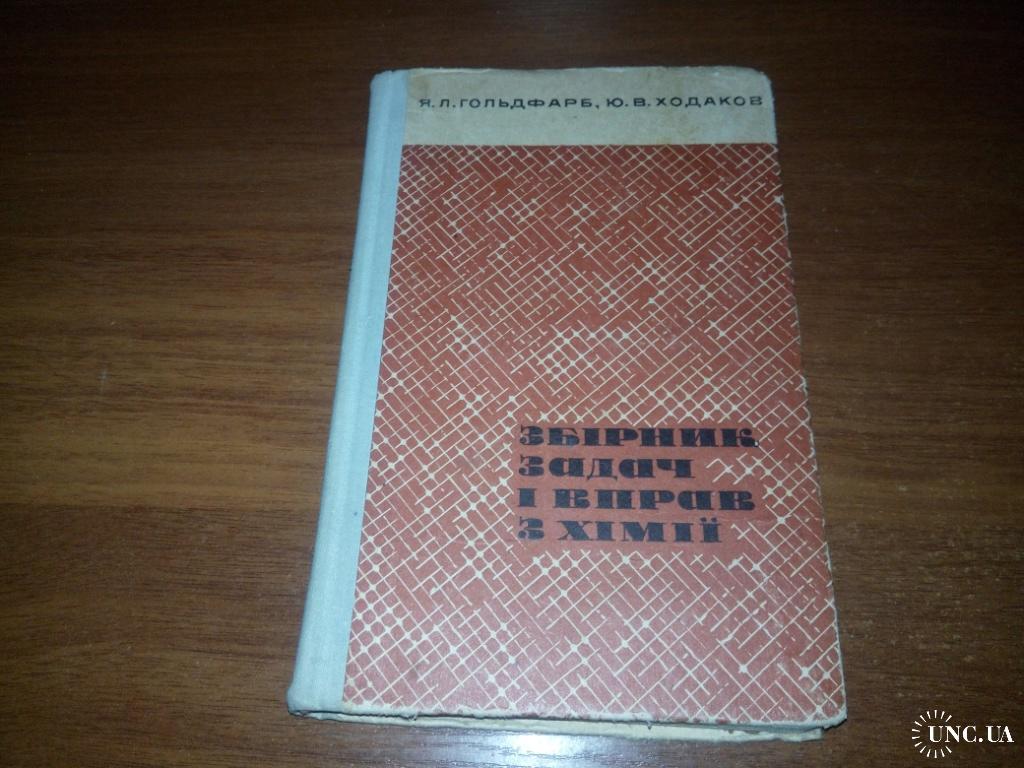 Я. Л. ГОЛЬДФАРБ, Ю. В. ХОДАКОВ
ЗБІРНИК
ЗАДАЧ
І ВПРАВ
З ХІМІЇ
UNC.UA